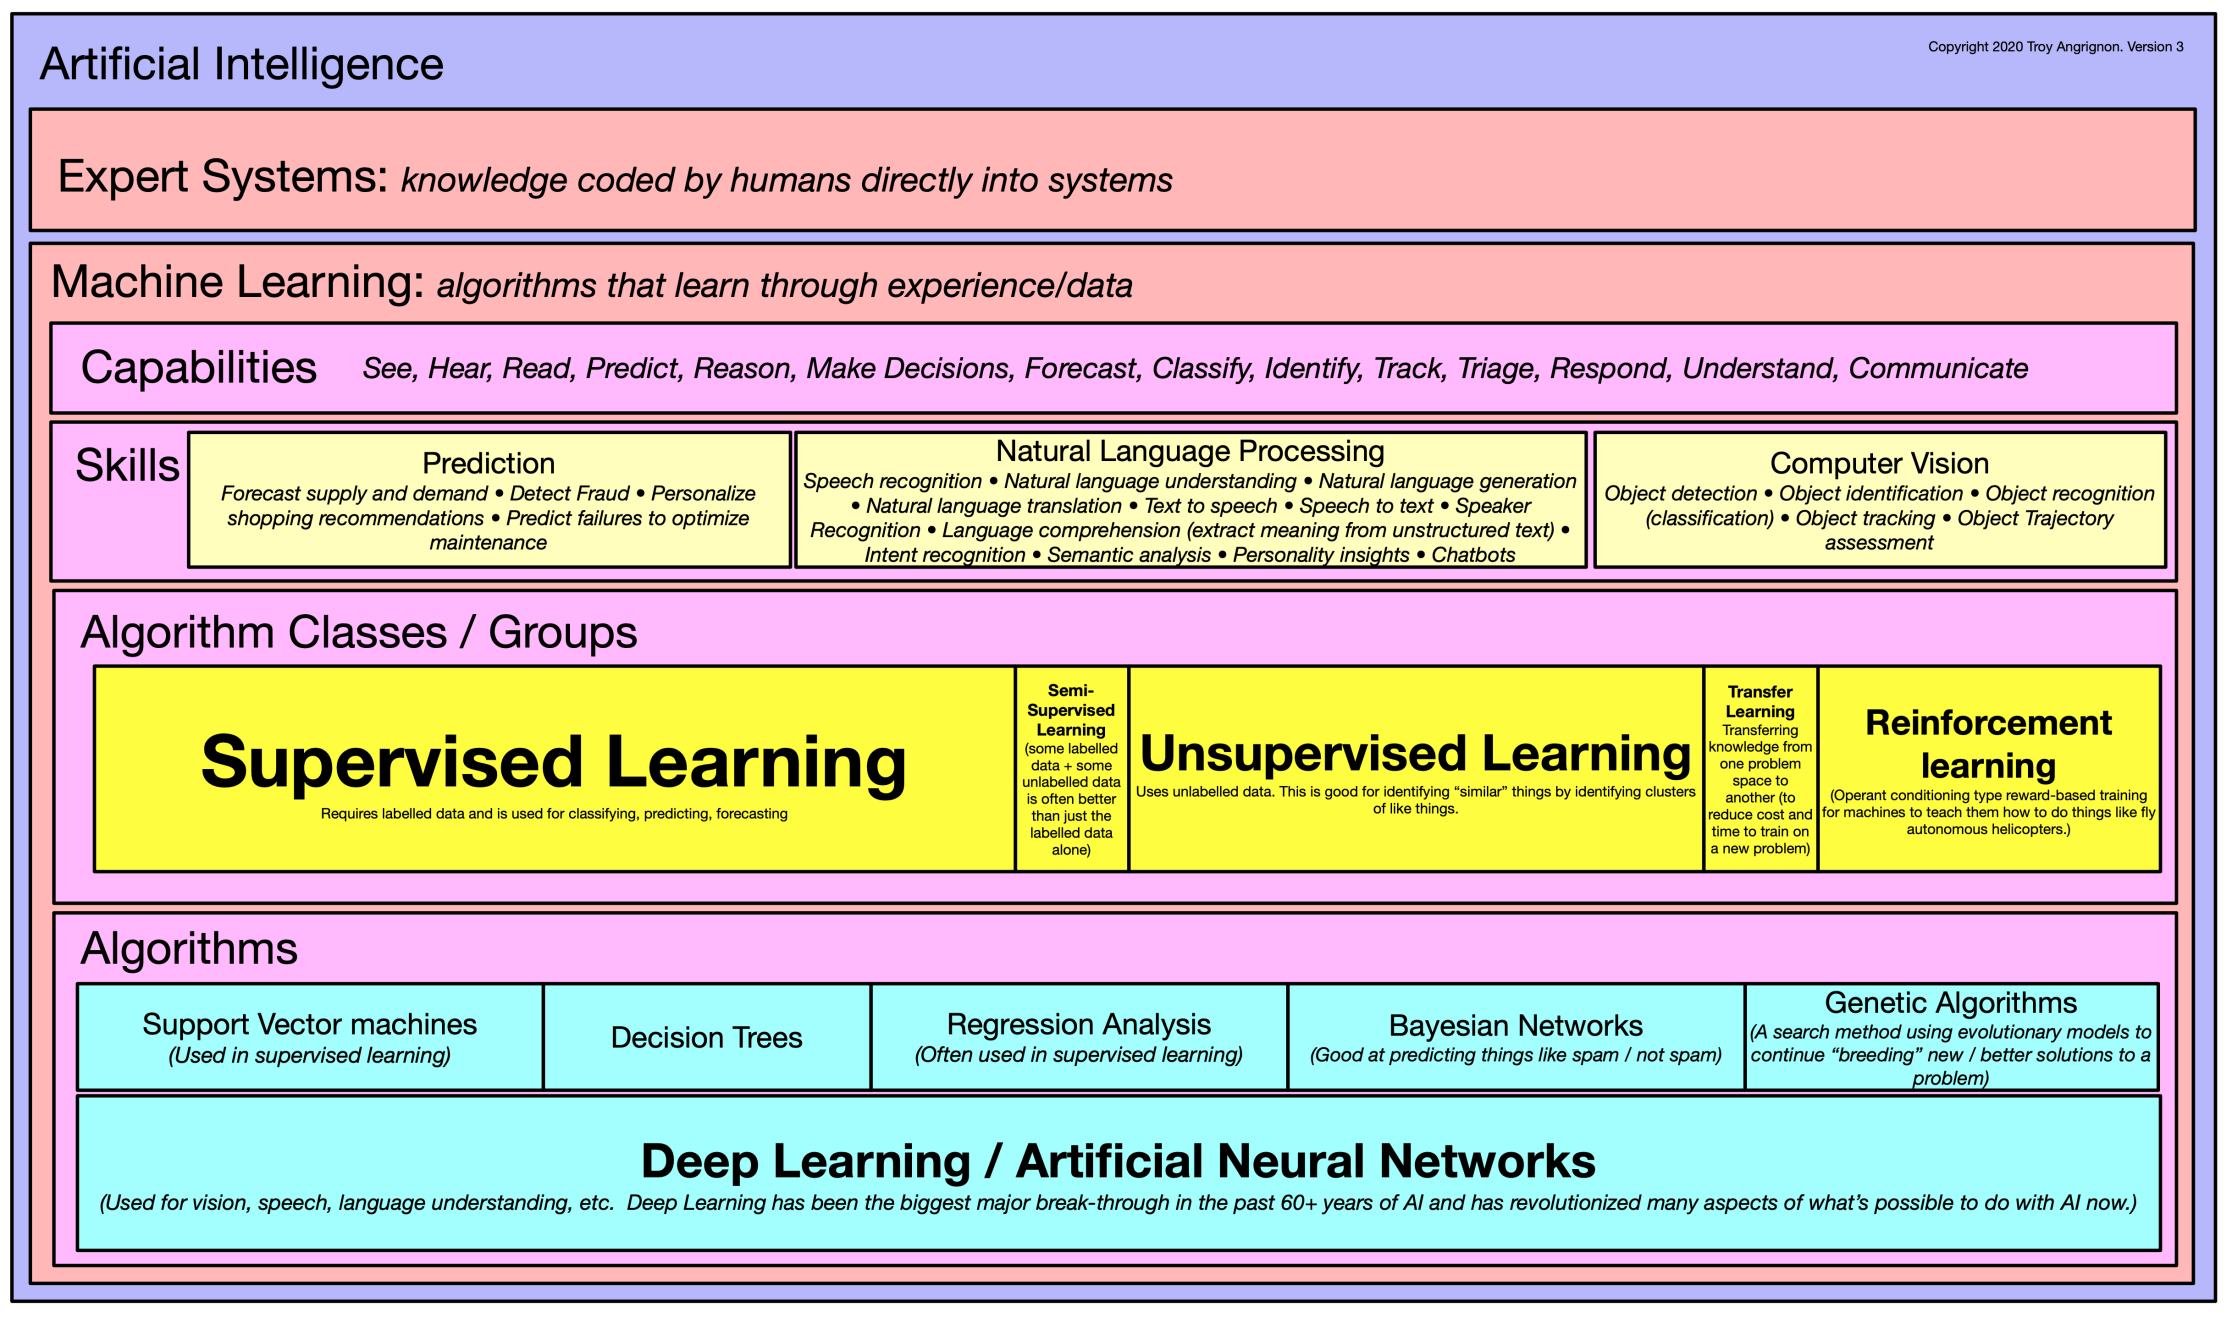 Artificial Intelligence
Copyright 2020 Troy Angrignon. Version 3
Expert Systems: knowledge coded by humans directly into systems
Machine Learning: algorithms that learn through experience/data
Capabilities See, Hear, Read, Predict, Reason, Make Decisions, Forecast, Classify, Identify, Track, Triage, Respond, Understand, Communicate
Skills
Prediction
Forecast supply and demand • Detect Fraud • Personalize
shopping recommendations • Predict failures to optimize
maintenance
Natural Language Processing
Speech recognition • Natural language understanding • Natural language generation
• Natural language translation • Text to speech • Speech to text • Speaker
Recognition • Language comprehension (extract meaning from unstructured text) •
Intent recognition • Semantic analysis • Personality insights • Chatbots
Computer Vision
Object detection • Object identification • Object recognition
(classification) • Object tracking • Object Trajectory
assessment
Algorithm Classes / Groups
Supervised Learning
Requires labelled data and is used for classifying, predicting, forecasting
Semi-
Supervised
Learning
(some labelled
data + some
unlabelled data
is often better
than just the
labelled data
alone)
Unsupervised Learning
Uses unlabelled data. This is good for identifying “similar” things by identifying clusters
of like things.
Transfer
Learning
Transferring
knowledge from
one problem
space to
another (to
reduce cost and
time to train on
a new problem)
Reinforcement
learning
(Operant conditioning type reward-based training
for machines to teach them how to do things like fly
autonomous helicopters.)
Algorithms
Support Vector machines
(Used in supervised learning)
Decision Trees
Regression Analysis
(Often used in supervised learning)
Bayesian Networks
(Good at predicting things like spam / not spam)
Genetic Algorithms
(A search method using evolutionary models to
continue “breeding” new / better solutions to a
problem)
Deep Learning / Artificial Neural Networks
(Used for vision, speech, language understanding, etc.  Deep Learning has been the biggest major break-through in the past 60+ years of AI and has revolutionized many aspects of what’s possible to do with AI now.)